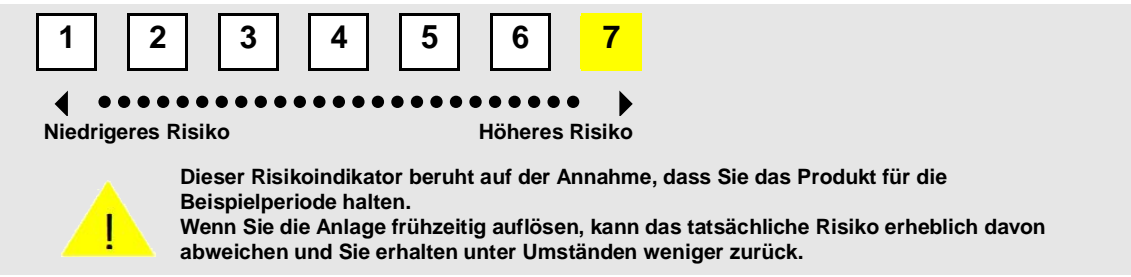 1 2 3 4 5 6 7
Niedrigeres Risiko Höheres Risiko
Dieser Risikoindikator beruht auf der Annahme, dass Sie das Produkt für die
Beispielperiode halten.
Wenn Sie die Anlage frühzeitig auflösen, kann das tatsächliche Risiko erheblich davon
abweichen und Sie erhalten unter Umständen weniger zurück.
!